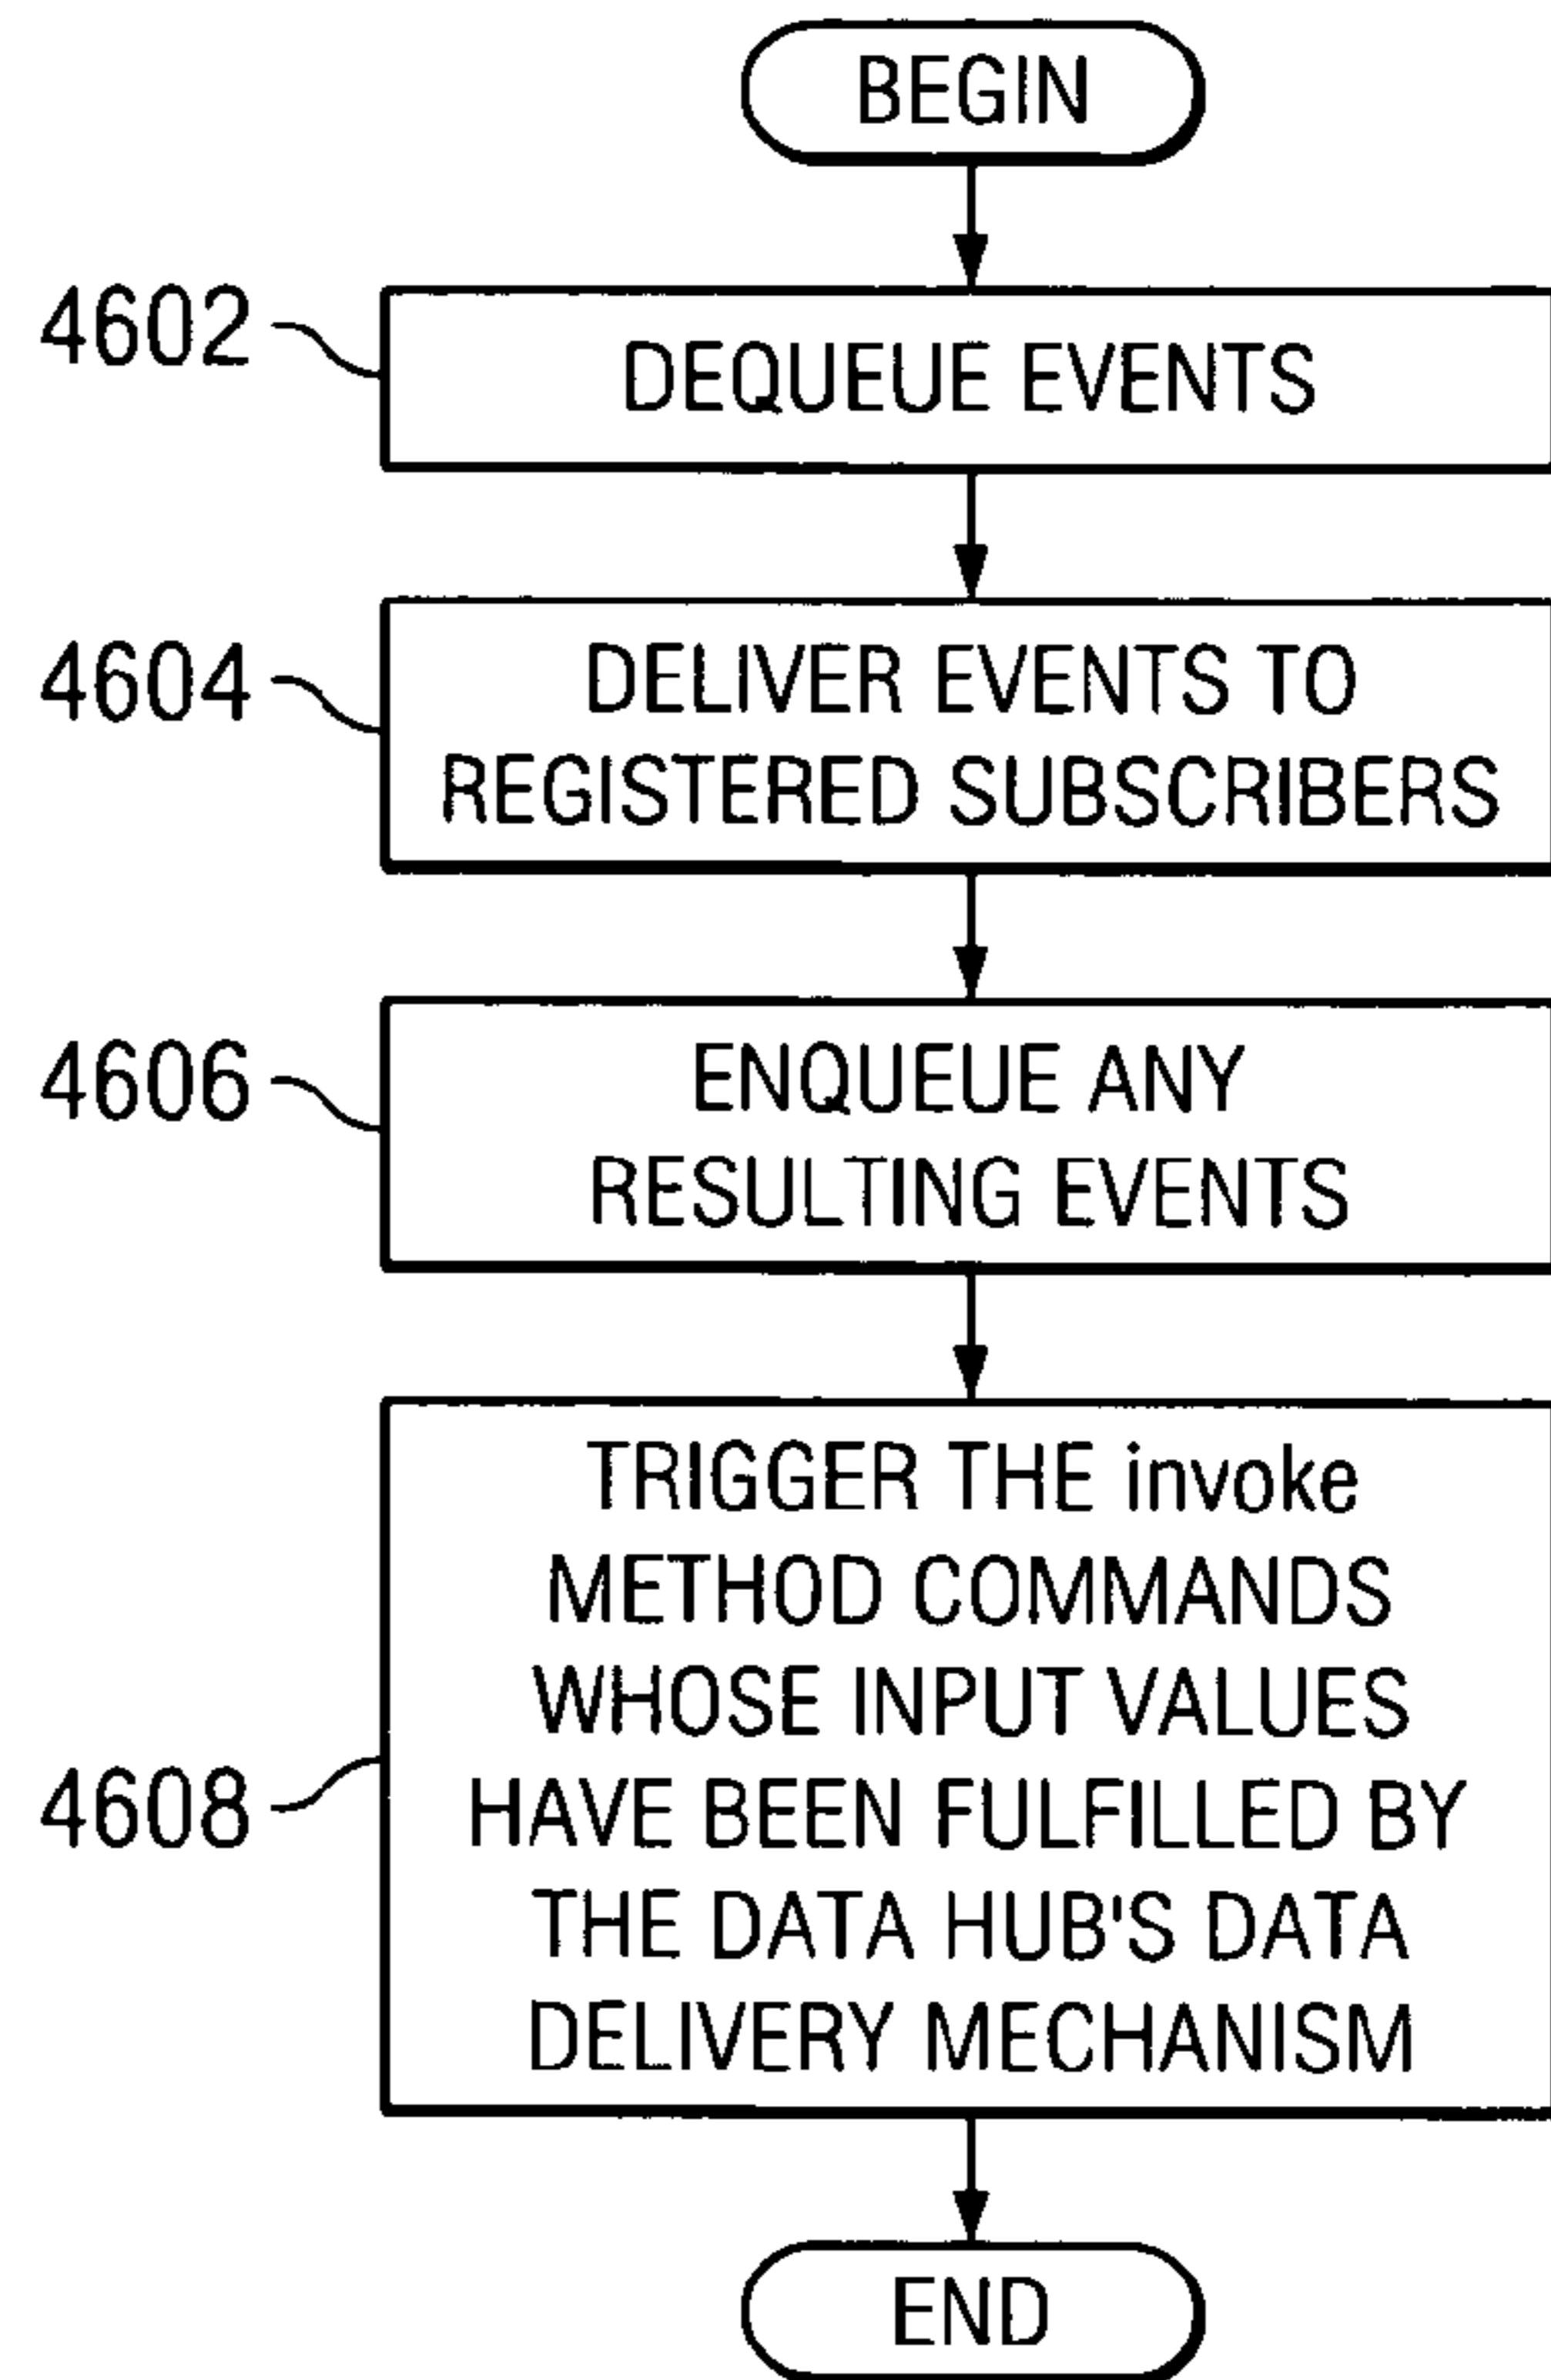 BEGIN
4602
DEQUEUE EVENTS
4604
DELIVER EVENTS TO
REGISTERED SUBSCRIBERS
4606
ENQUEUE ANY
RESULTING EVENTS
4608
TRIGGER THE invoke
METHOD COMMANDS
WHOSE INPUT VALUES
HAVE BEEN FULFILLED BY
THE DATA HUB'S DATA
DELIVERY MECHANISM
END